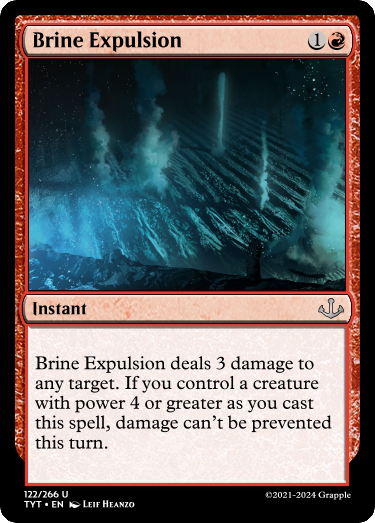 Brine Expulsion 1
Instant
Brine Expulsion deals 3 damage to
any target. If you control a creature
with power 4 or greater as you cast
this spell, damage can't be prevented
this turn.
122/266 U
TYT • EN Leif Heanzo
©2021-2024 Grapple